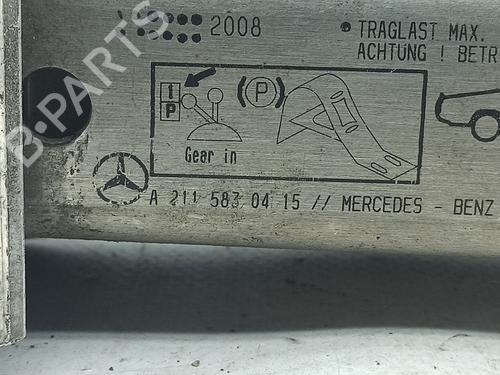 2008
TRAGLAST MAX.
ACHTUNG ! BETR
I
P
(P)
Gear in
A 211 583 04 15 // MERCEDES - BENZ
B-PARTS